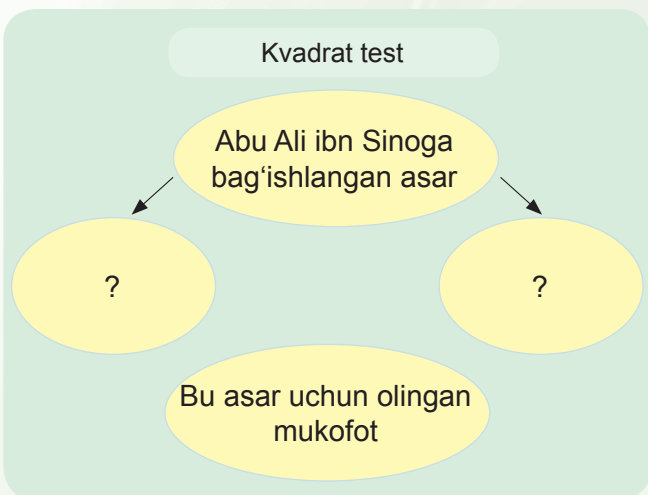 Kvadrat test
Abu Ali ibn Sinoga
bag‘ishlangan asar
?
?
Bu asar uchun olingan
mukofot